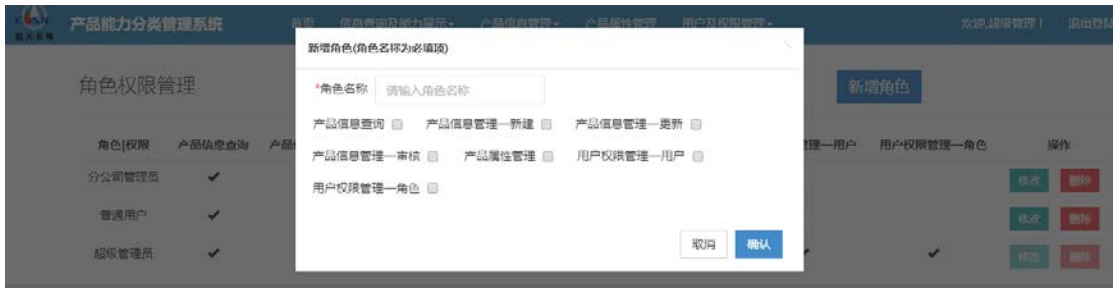 产品能力分类管理系统 首页 信息查询及能力展示 产品信息管理 产品属性管理 用户及权限管理 欢迎,超级管理! 退出登陆
新增角色(角色名称为必填项)
角色权限管理
新增角色
*角色名称 请输入角色名称
产品信息查询 产品信息管理—新建 产品信息管理—更新
角色|权限 产品信息查询 用户权限管理—角色 操作
产品信息管理—审核 产品属性管理 用户权限管理—用户
分公司管理员 修改 删除
用户权限管理—角色
普通用户 修改 删除
取消 确认
超级管理员 修改 删除